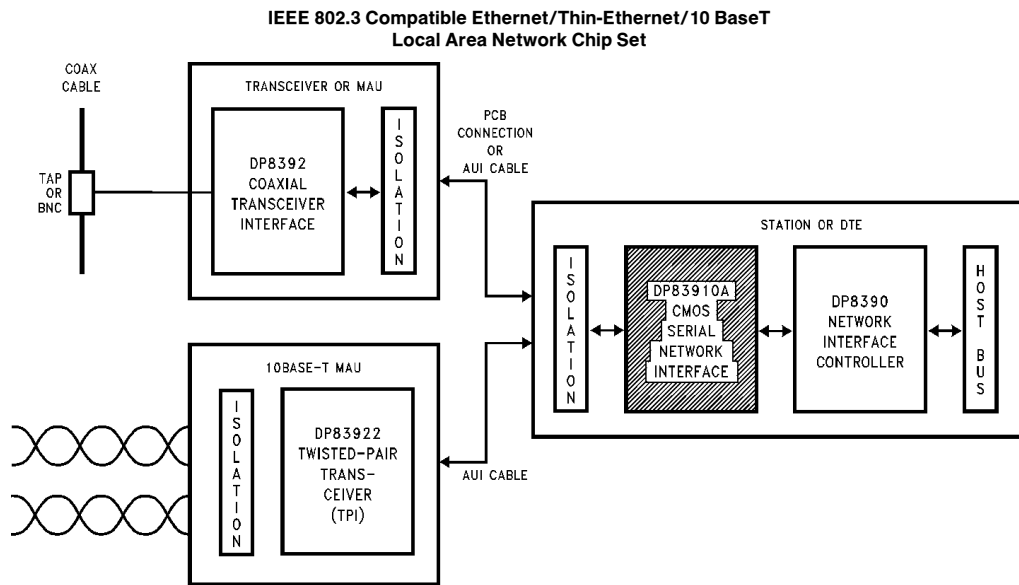 IEEE 802.3 Compatible Ethernet/Thin-Ethernet/10 BaseT
Local Area Network Chip Set
COAX
CABLE
TAP
OR
BNC
TRANSCEIVER OR MAU
DP8392
COAXIAL
TRANSCEIVER
INTERFACE
I
S
O
L
A
T
I
O
N
PCB
CONNECTION
OR
AUI CABLE
STATION OR DTE
I
S
O
L
A
T
I
O
N
DP83910A
CMOS
SERIAL
NETWORK
INTERFACE
DP8390
NETWORK
INTERFACE
CONTROLLER
H
O
S
T
B
U
S
10BASE-T MAU
I
S
O
L
A
T
I
O
N
DP83922
TWISTED-PAIR
TRANS-
CEIVER
(TPI)
AUI CABLE